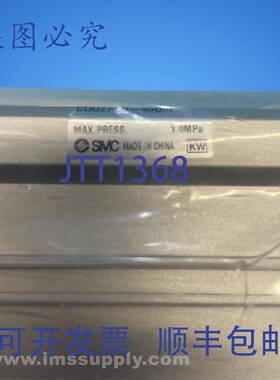 图必究
MAX.PRESS. 1.0MPa
SMC MADE IN CHINA KW
JTT1368
可开发票 顺丰包邮
www.imssupply.com